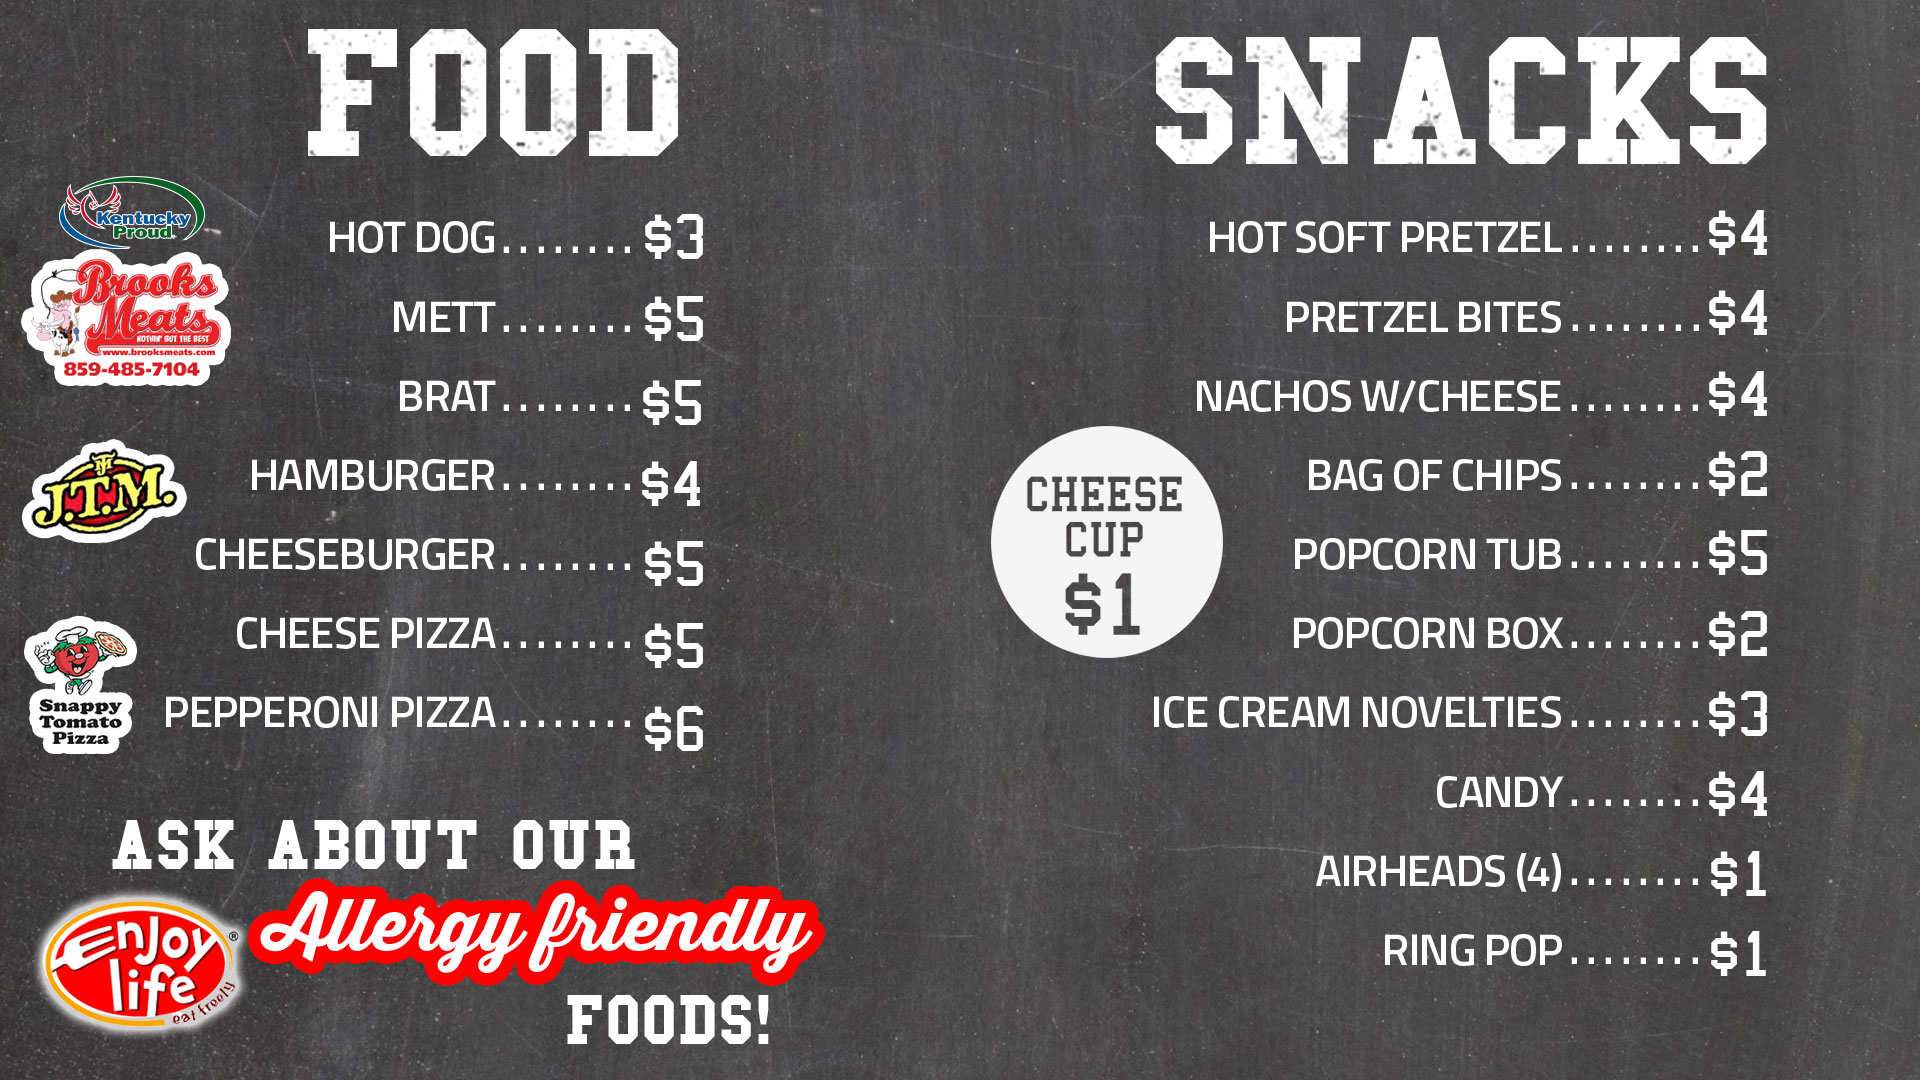 FOOD
Kentucky
Proud
Brooks
Meats
NOTHIN' BUT THE BEST
www.brooksmeats.com
859-485-7104
HOT DOG........ $3
METT........ $5
BRAT........ $5
J.T.M.
HAMBURGER........ $4
CHEESEBURGER........ $5
Snappy
Tomato
Pizza
CHEESE PIZZA........ $5
PEPPERONI PIZZA........ $6
ASK ABOUT OUR
Enjoy
life ®
eat freely
Allergy friendly
FOODS!
SNACKS
HOT SOFT PRETZEL........ $4
PRETZEL BITES........ $4
NACHOS W/CHEESE........ $4
CHEESE
CUP
$1
BAG OF CHIPS........ $2
POPCORN TUB........ $5
POPCORN BOX........ $2
ICE CREAM NOVELTIES........ $3
CANDY........ $4
AIRHEADS (4)........ $1
RING POP........ $1